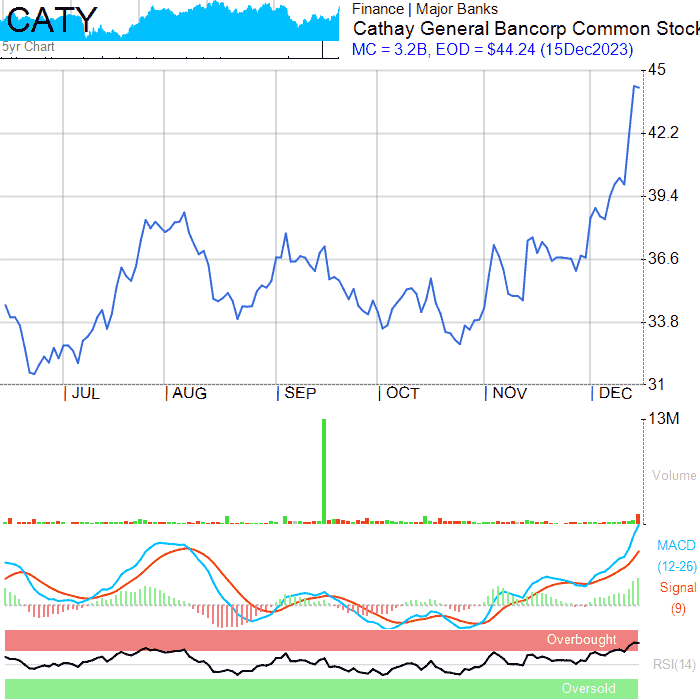 CATY
5yr Chart
Finance | Major Banks
Cathay General Bancorp Common Stock
MC = 3.2B, EOD = $44.24 (15Dec2023)
45
42.2
39.4
36.6
33.8
31
JUL AUG SEP OCT NOV DEC
13M
Volume
MACD
(12-26)
Signal
(9)
Overbought
RSI(14)
Oversold